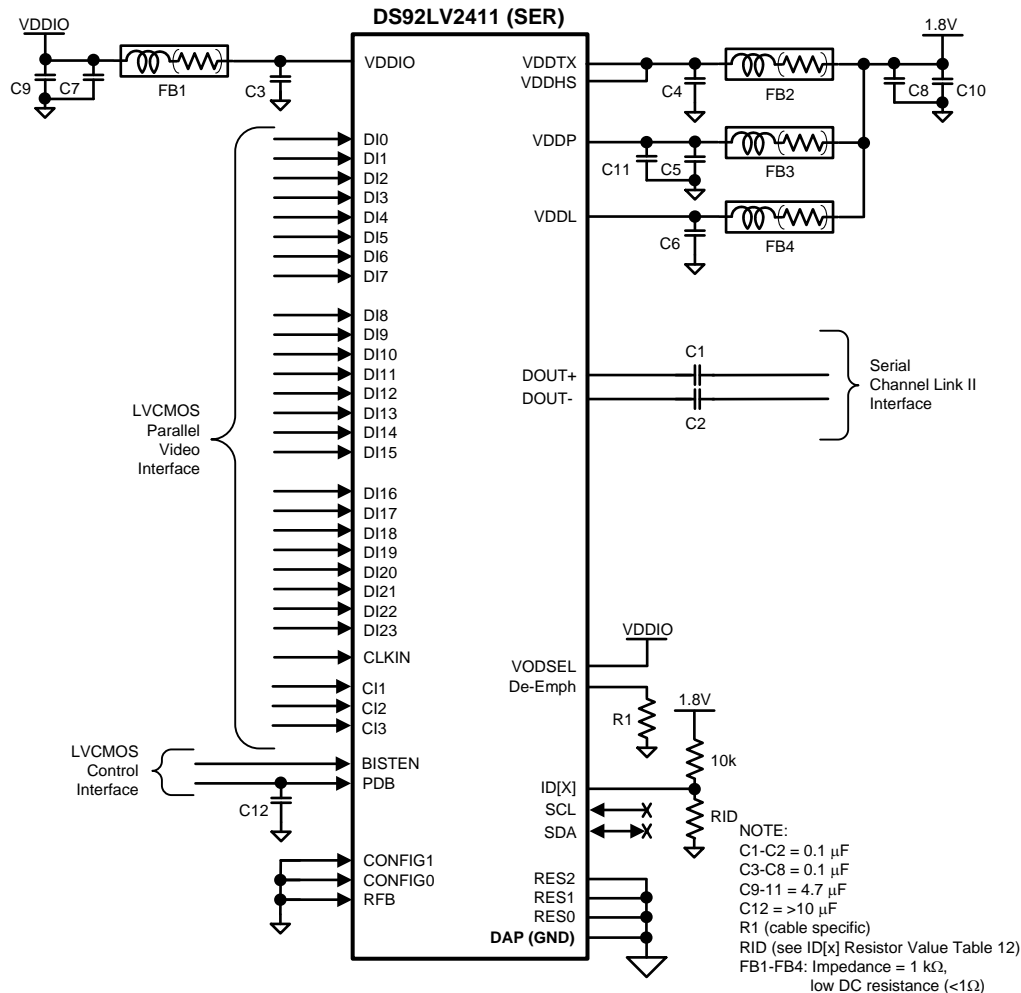 DS92LV2411 (SER)
VDDIO
C9
C7
FB1
C3
VDDIO
DI0
DI1
DI2
DI3
DI4
DI5
DI6
DI7
DI8
DI9
DI10
DI11
DI12
DI13
DI14
DI15
DI16
DI17
DI18
DI19
DI20
DI21
DI22
DI23
CLKIN
CI1
CI2
CI3
BISTEN
PDB
CONFIG1
CONFIG0
RFB
LVCMOS
Parallel
Video
Interface
LVCMOS
Control
Interface
C12
VDDTX
VDDHS
VDDP
VDDL
DOUT+
DOUT-
VODSEL
De-Emph
ID[X]
SCL
SDA
RES2
RES1
RES0
DAP (GND)
1.8V
C4
FB2
C8
C10
C11
C5
FB3
C6
FB4
C1
C2
Serial
Channel Link II
Interface
VDDIO
R1
1.8V
10k
RID
NOTE:
C1-C2 = 0.1 μF
C3-C8 = 0.1 μF
C9-11 = 4.7 μF
C12 = >10 μF
R1 (cable specific)
RID (see ID[x] Resistor Value Table 12)
FB1-FB4: Impedance = 1 kΩ,
low DC resistance (<1Ω)